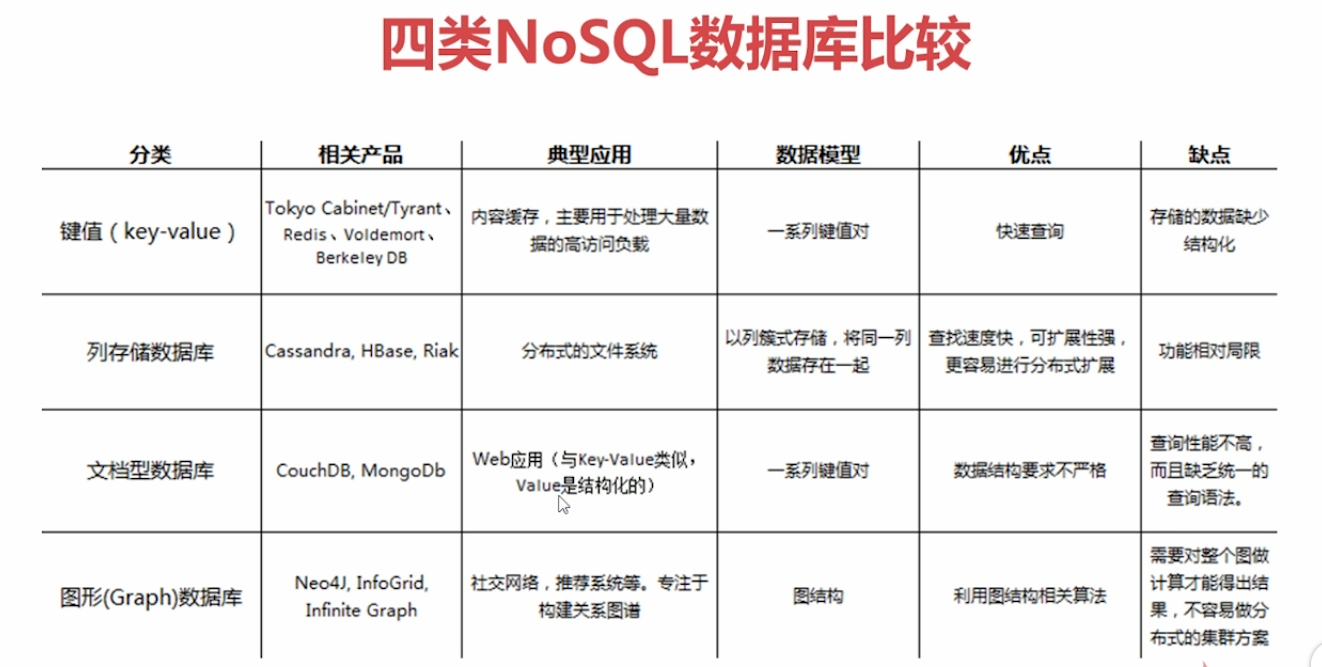 四类NoSQL数据库比较
分类
相关产品
典型应用
数据模型
优点
缺点
键值（key-value）
Tokyo Cabinet/Tyrant、
Redis、Voldemort、
Berkeley DB
内容缓存，主要用于处理大量数
据的高访问负载
一系列键值对
快速查询
存储的数据缺少
结构化
列存储数据库
Cassandra, HBase, Riak
分布式的文件系统
以列簇式存储，将同一列
数据存在一起
查找速度快，可扩展性强，
更容易进行分布式扩展
功能相对局限
文档型数据库
CouchDB, MongoDb
Web应用（与Key-Value类似，
Value是结构化的）
一系列键值对
数据结构要求不严格
查询性能不高，
而且缺乏统一的
查询语法。
图形(Graph)数据库
Neo4J, InfoGrid,
Infinite Graph
社交网络，推荐系统等。专注于
构建关系图谱
图结构
利用图结构相关算法
需要对整个图做
计算才能得出结
果，不容易做分
布式的集群方案